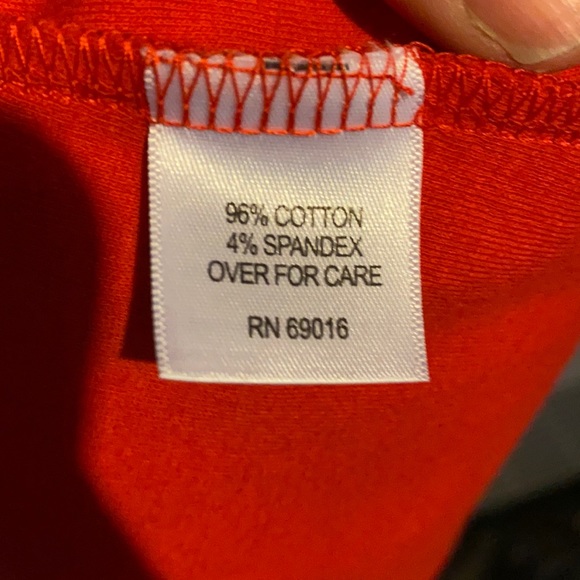 96% COTTON
4% SPANDEX
OVER FOR CARE
RN 69016